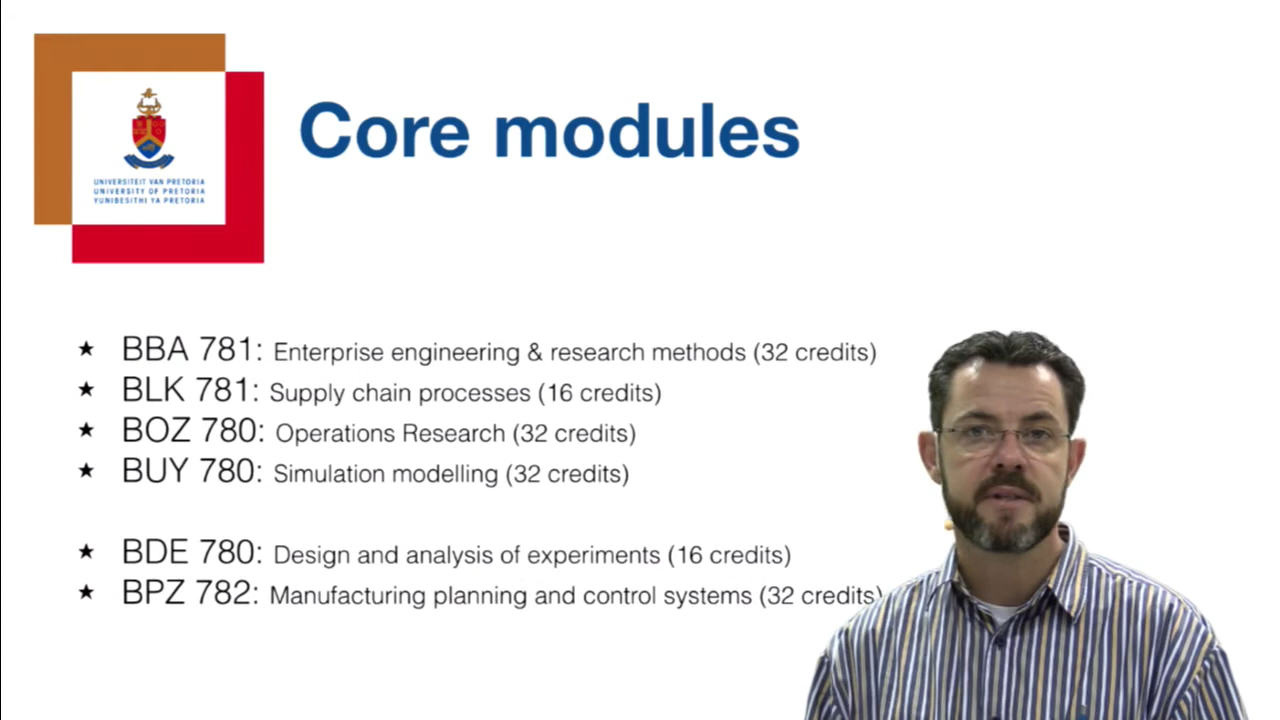 UNIVERSITEIT VAN PRETORIA
UNIVERSITY OF PRETORIA
YUNIBESITHI YA PRETORIA
Core modules
★ BBA 781: Enterprise engineering & research methods (32 credits)
★ BLK 781: Supply chain processes (16 credits)
★ BOZ 780: Operations Research (32 credits)
★ BUY 780: Simulation modelling (32 credits)
★ BDE 780: Design and analysis of experiments (16 credits)
★ BPZ 782: Manufacturing planning and control systems (32 credits)